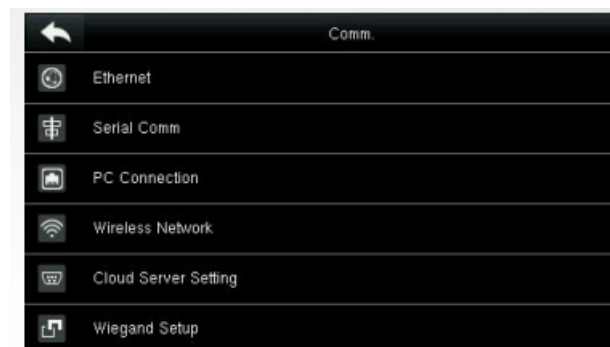 Comm.
Ethernet
Serial Comm
PC Connection
Wireless Network
Cloud Server Setting
Wiegand Setup